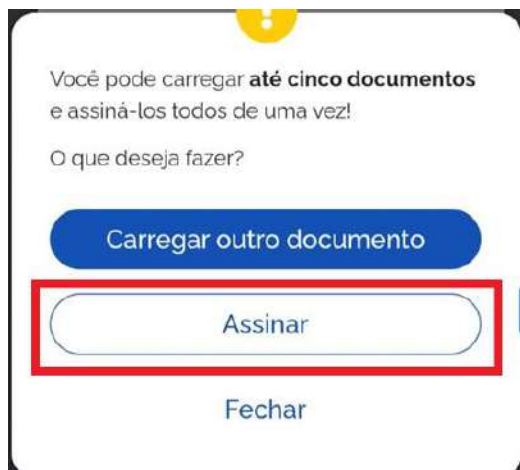 Você pode carregar até cinco documentos
e assiná-los todos de uma vez!
O que deseja fazer?
Carregar outro documento
Assinar
Fechar